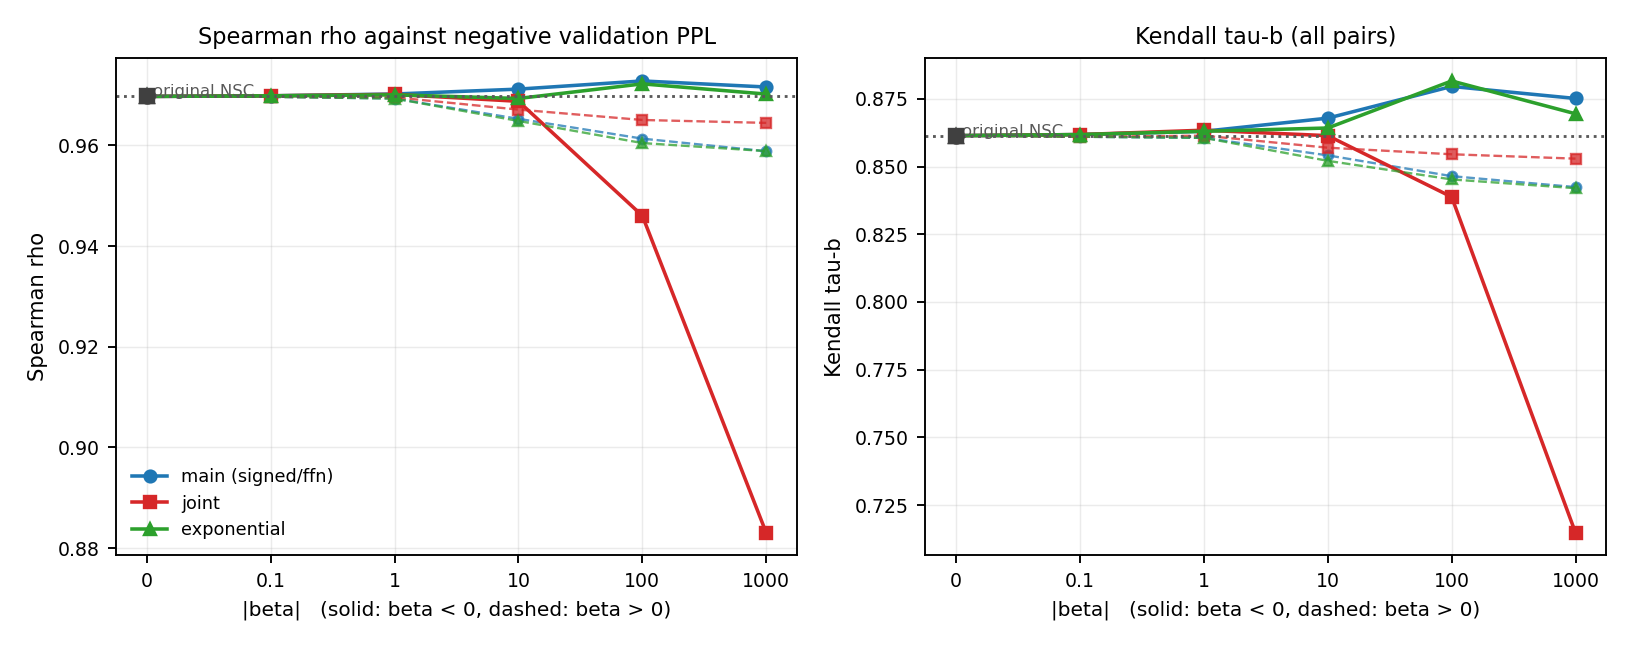 Spearman rho against negative validation PPL
Spearman rho
0.96
0.94
0.92
0.90
0.88
original NSC
main (signed/ffn)
joint
exponential
0 0.1 1 10 100 1000
|beta| (solid: beta < 0, dashed: beta > 0)
Kendall tau-b (all pairs)
Kendall tau-b
0.875
0.850
0.825
0.800
0.775
0.750
0.725
original NSC
0 0.1 1 10 100 1000
|beta| (solid: beta < 0, dashed: beta > 0)